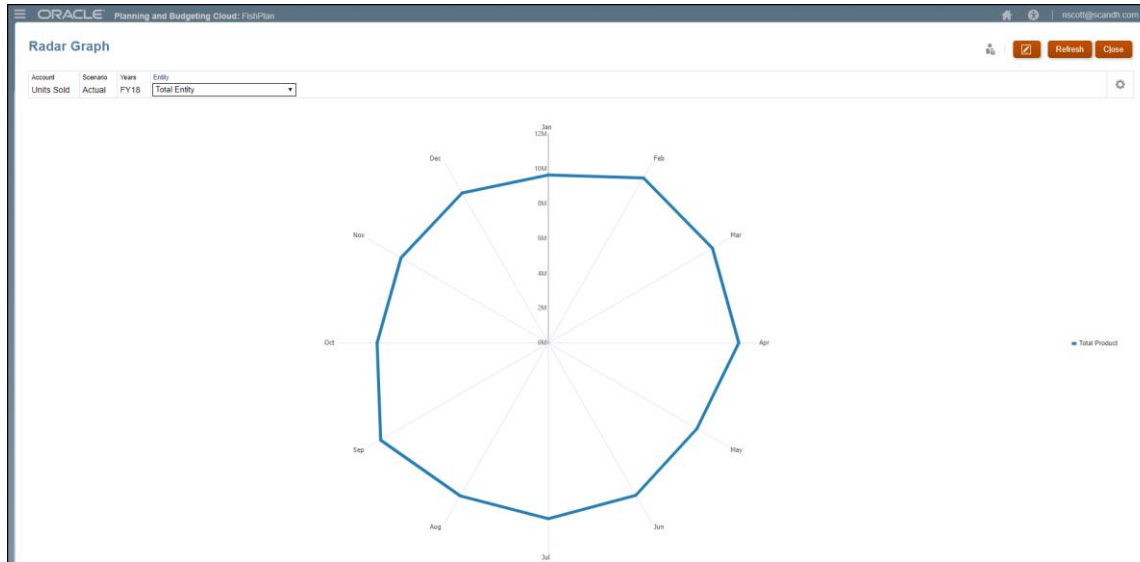 ORACLE Planning and Budgeting Cloud: FishPlan nscott@scandh.com
Radar Graph
Refresh Close
Account Scenario Years Entity
Units Sold Actual FY18 Total Entity
Jan
12M
Dec Feb
10M
8M
Nov Mar
6M
4M
2M
Oct 0M Apr
Total Product
Sep May
Aug Jun
Jul